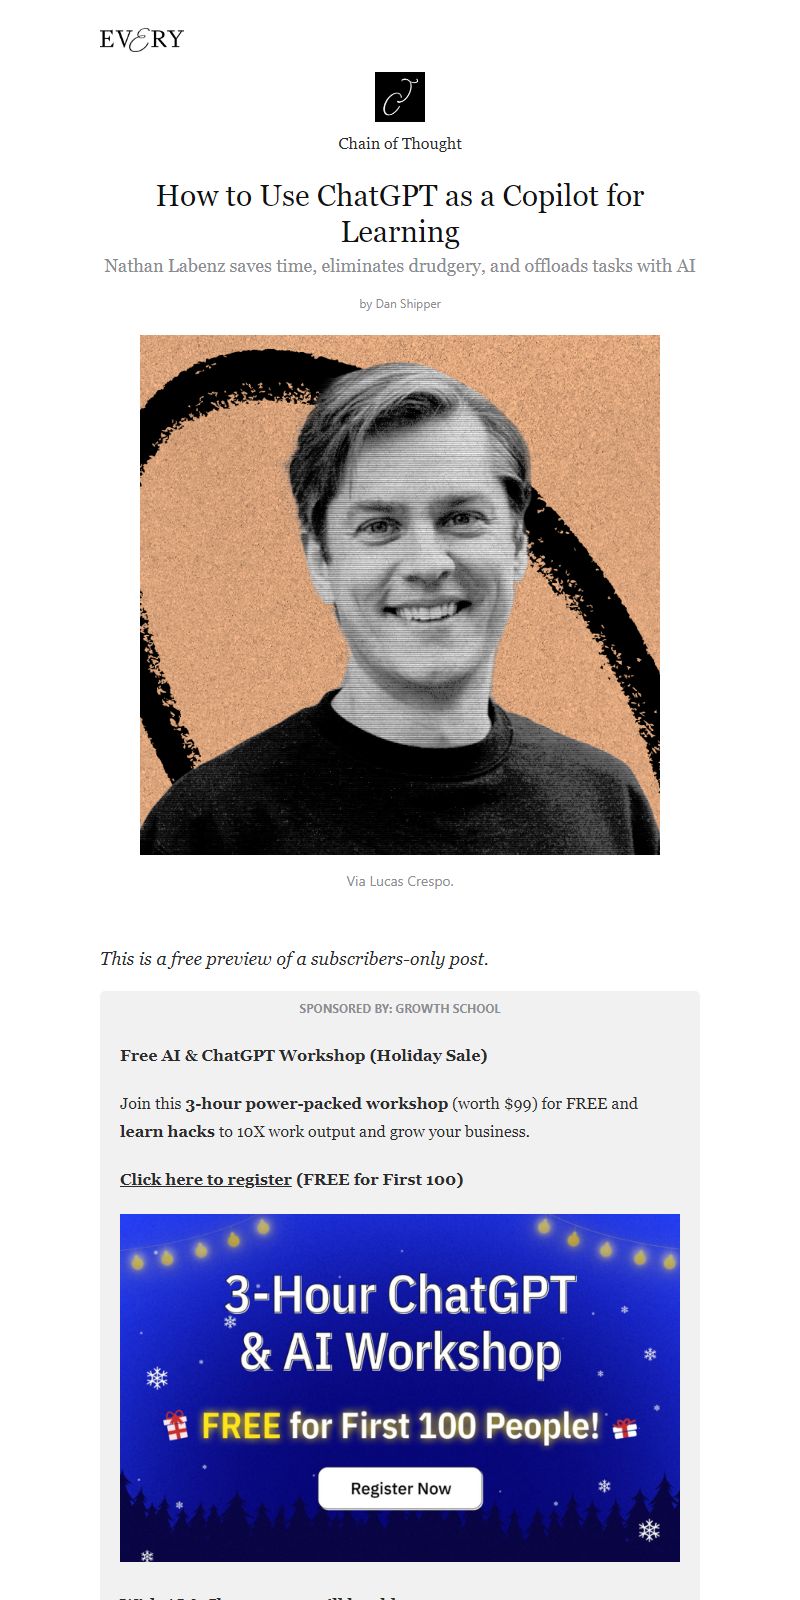 EVERY
Chain of Thought
How to Use ChatGPT as a Copilot for
Learning
Nathan Labenz saves time, eliminates drudgery, and offloads tasks with AI
by Dan Shipper
Via Lucas Crespo.
This is a free preview of a subscribers-only post.
SPONSORED BY: GROWTH SCHOOL
Free AI & ChatGPT Workshop (Holiday Sale)
Join this 3-hour power-packed workshop (worth $99) for FREE and
learn hacks to 10X work output and grow your business.
Click here to register (FREE for First 100)
3-Hour ChatGPT
& AI Workshop
FREE for First 100 People!
Register Now